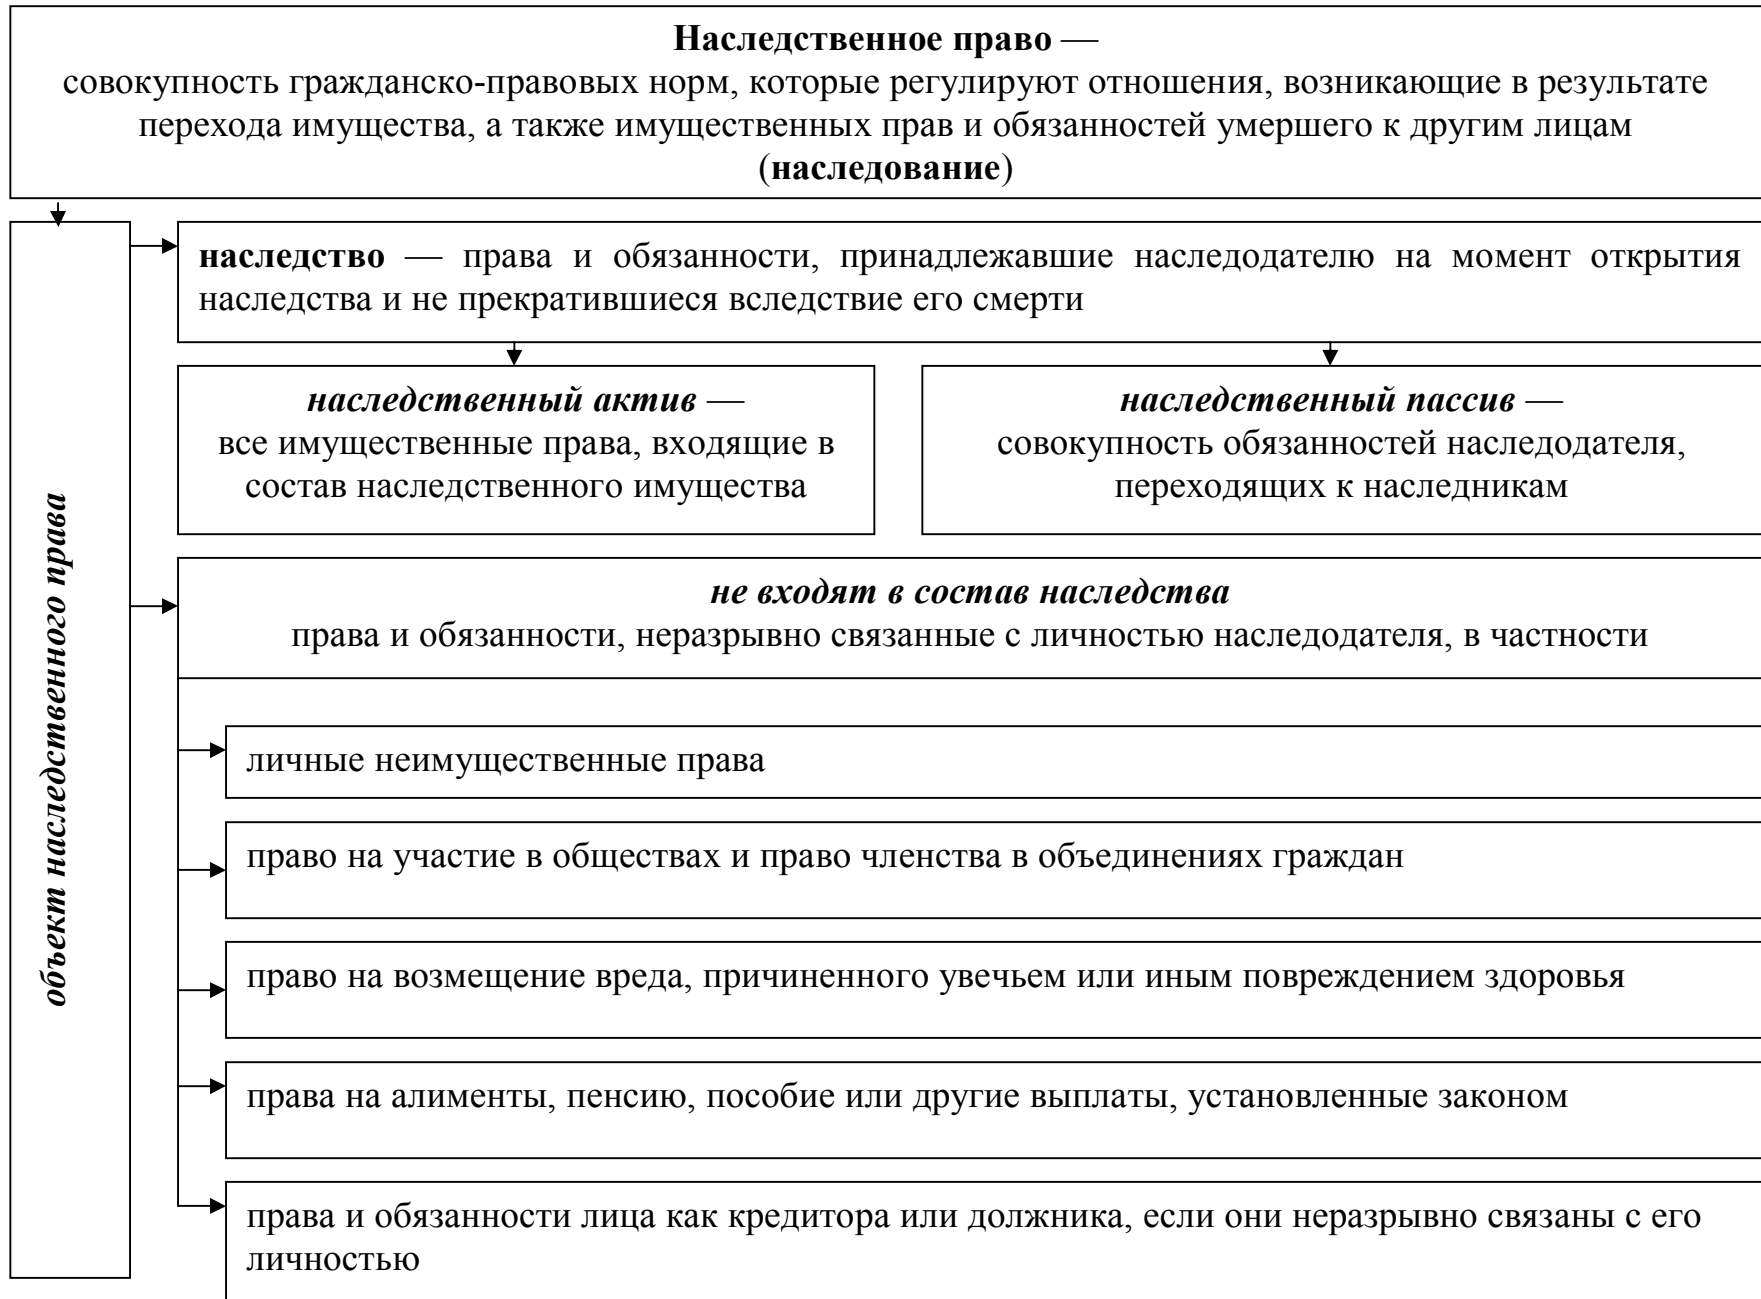 Наследственное право —
совокупность гражданско-правовых норм, которые регулируют отношения, возникающие в результате
перехода имущества, а также имущественных прав и обязанностей умершего к другим лицам
(наследование)
объект наследственного права
наследство — права и обязанности, принадлежавшие наследодателю на момент открытия
наследства и не прекратившиеся вследствие его смерти
наследственный актив —
все имущественные права, входящие в
состав наследственного имущества
наследственный пассив —
совокупность обязанностей наследодателя,
переходящих к наследникам
не входят в состав наследства
права и обязанности, неразрывно связанные с личностью наследодателя, в частности
личные неимущественные права
право на участие в обществах и право членства в объединениях граждан
право на возмещение вреда, причиненного увечьем или иным повреждением здоровья
права на алименты, пенсию, пособие или другие выплаты, установленные законом
права и обязанности лица как кредитора или должника, если они неразрывно связаны с его
личностью